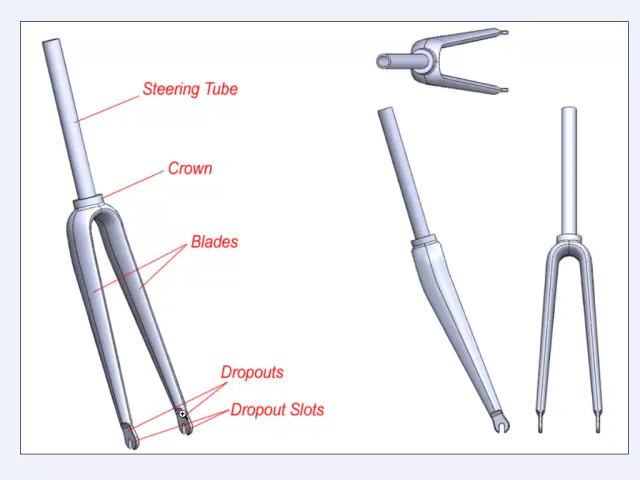 Steering Tube
Crown
Blades
Dropouts
Dropout Slots